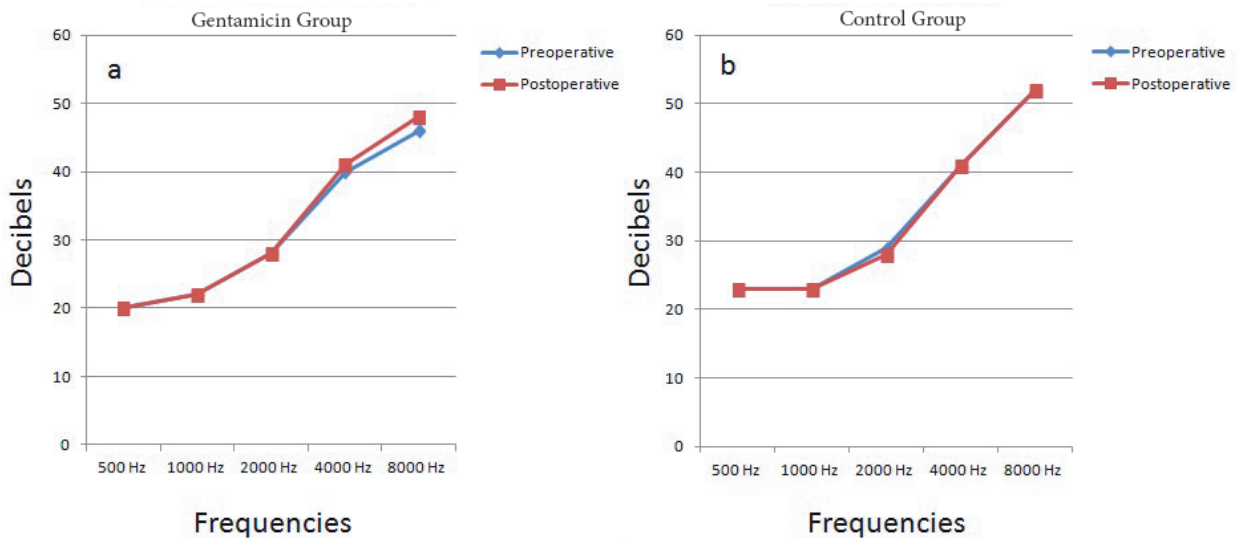 Gentamicin Group
60
50
40
30
20
10
0
a
Decibels
500 Hz 1000 Hz 2000 Hz 4000 Hz 8000 Hz
Frequencies
Preoperative
Postoperative
Control Group
60
50
40
30
20
10
0
b
Decibels
500 Hz 1000 Hz 2000 Hz 4000 Hz 8000 Hz
Frequencies
Preoperative
Postoperative